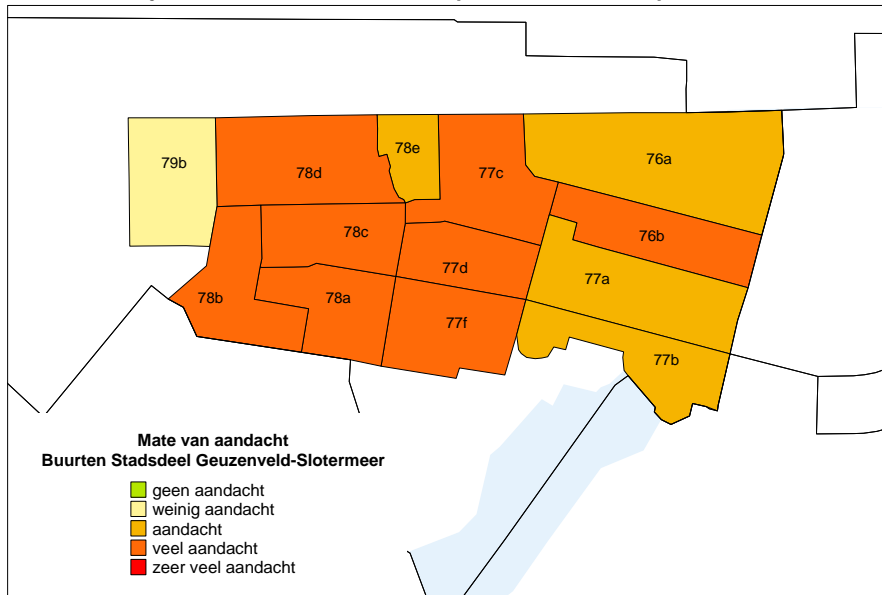 78e
76a
79b
78d
77c
78c
76b
77d
77a
78b
78a
77f
77b
Mate van aandacht
Buurten Stadsdeel Geuzenveld-Slotermeer
geen aandacht
weinig aandacht
aandacht
veel aandacht
zeer veel aandacht